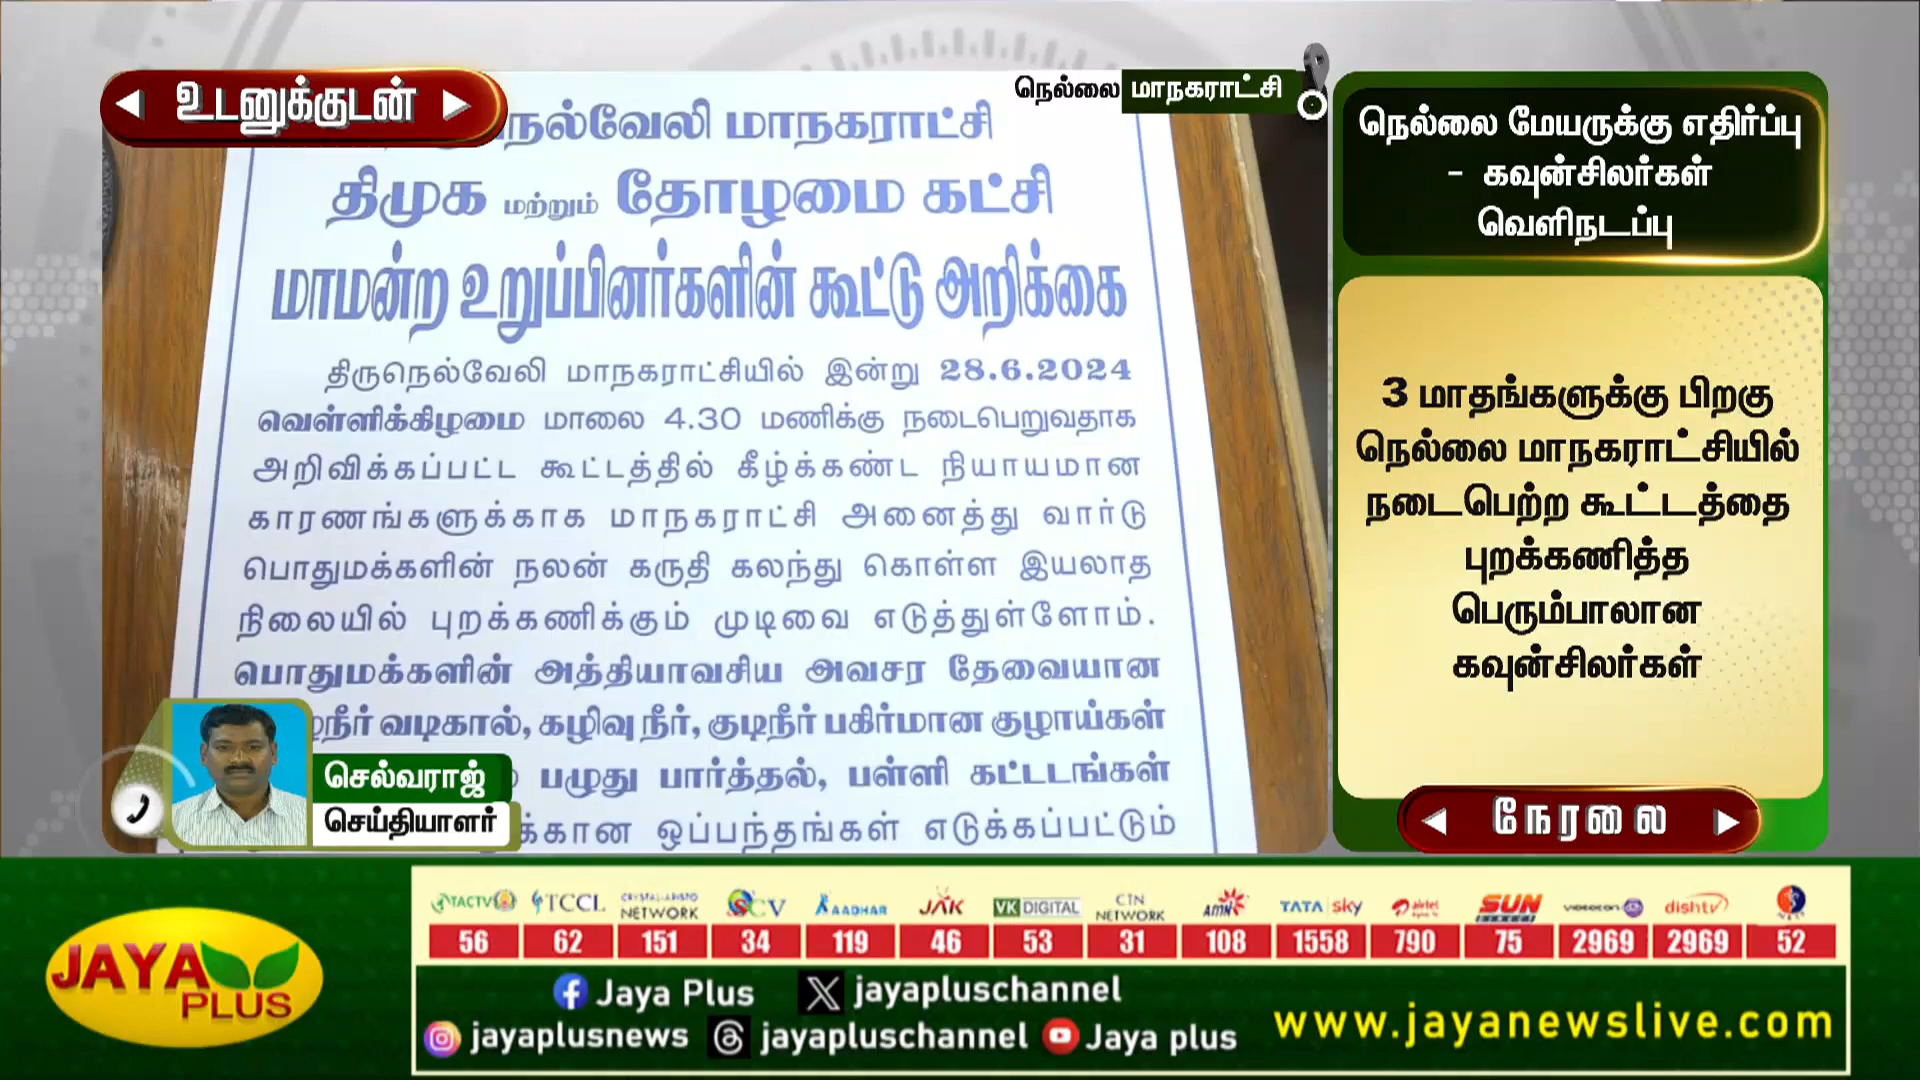 உடனுக்குடன்
நெல்லை மாநகராட்சி
நெல்வேலி மாநகராட்சி
திமுக மற்றும் தோழமை கட்சி
மாமன்ற உறுப்பினர்களின் கூட்டு அறிக்கை
திருநெல்வேலி மாநகராட்சியில் இன்று 28.6.2024
வெள்ளிக்கிழமை மாலை 4.30 மணிக்கு நடைபெறுவதாக
அறிவிக்கப்பட்ட கூட்டத்தில் கீழ்க்கண்ட நியாயமான
காரணங்களுக்காக மாநகராட்சி அனைத்து வார்டு
பொதுமக்களின் நலன் கருதி கலந்து கொள்ள இயலாத
நிலையில் புறக்கணிக்கும் முடிவை எடுத்துள்ளோம்.
பொதுமக்களின் அத்தியாவசிய அவசர தேவையான
வடிகால், கழிவு நீர், குடிநீர் பகிர்மான குழாய்கள்
பழுது பார்த்தல், பள்ளி கட்டடங்கள்
ஒப்பந்தங்கள் எடுக்கப்பட்டும்
செல்வராஜ்
செய்தியாளர்
நெல்லை மேயருக்கு எதிர்ப்பு
- கவுன்சிலர்கள்
வெளிநடப்பு
3 மாதங்களுக்கு பிறகு
நெல்லை மாநகராட்சியில்
நடைபெற்ற கூட்டத்தை
புறக்கணித்த
பெரும்பாலான
கவுன்சிலர்கள்
நேரலை
JAYA PLUS
TACTV TCCL CRYSTAL-ARISTO NETWORK SCV AADHAR JAK VK DIGITAL CTN NETWORK AMN TATA sky airtel SUN DIRECT videocon dishtv
56 62 151 34 119 46 53 31 108 1558 790 75 2969 2969 52
Jaya Plus jayapluschannel
jayaplusnews jayapluschannel Jaya plus
www.jayanewslive.com